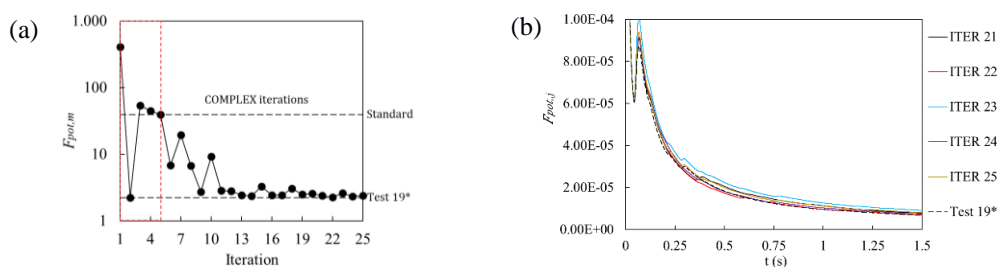 (a)
1.000
100
10
1
F_pot,m
COMPLEX iterations
Standard
Test 19*
1 4 7 10 13 16 19 22 25
Iteration
(b)
1.00E-04
8.00E-05
6.00E-05
4.00E-05
2.00E-05
0.00E+00
F_pot,j
0 0.25 0.5 0.75 1 1.25 1.5
t (s)
ITER 21
ITER 22
ITER 23
ITER 24
ITER 25
Test 19*